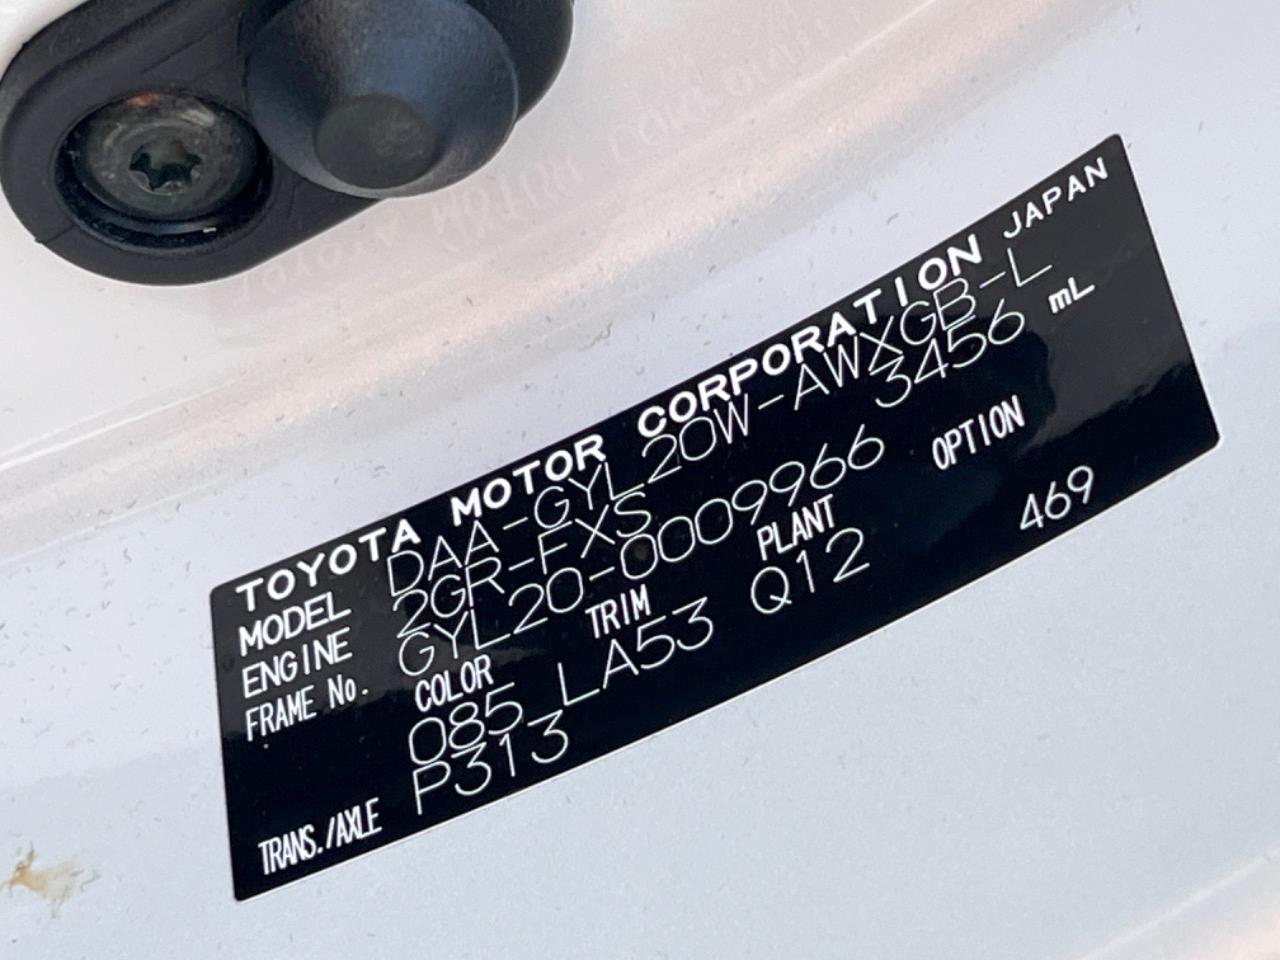 TOYOTA MOTOR CORPORATION JAPAN
MODEL DAA-GYL20W-AWXGB-L
ENGINE 2GR-FXS 3456 mL
FRAME No. GYL20-0009966
COLOR TRIM PLANT OPTION
085 LA53 Q12 469
TRANS./AXLE P313